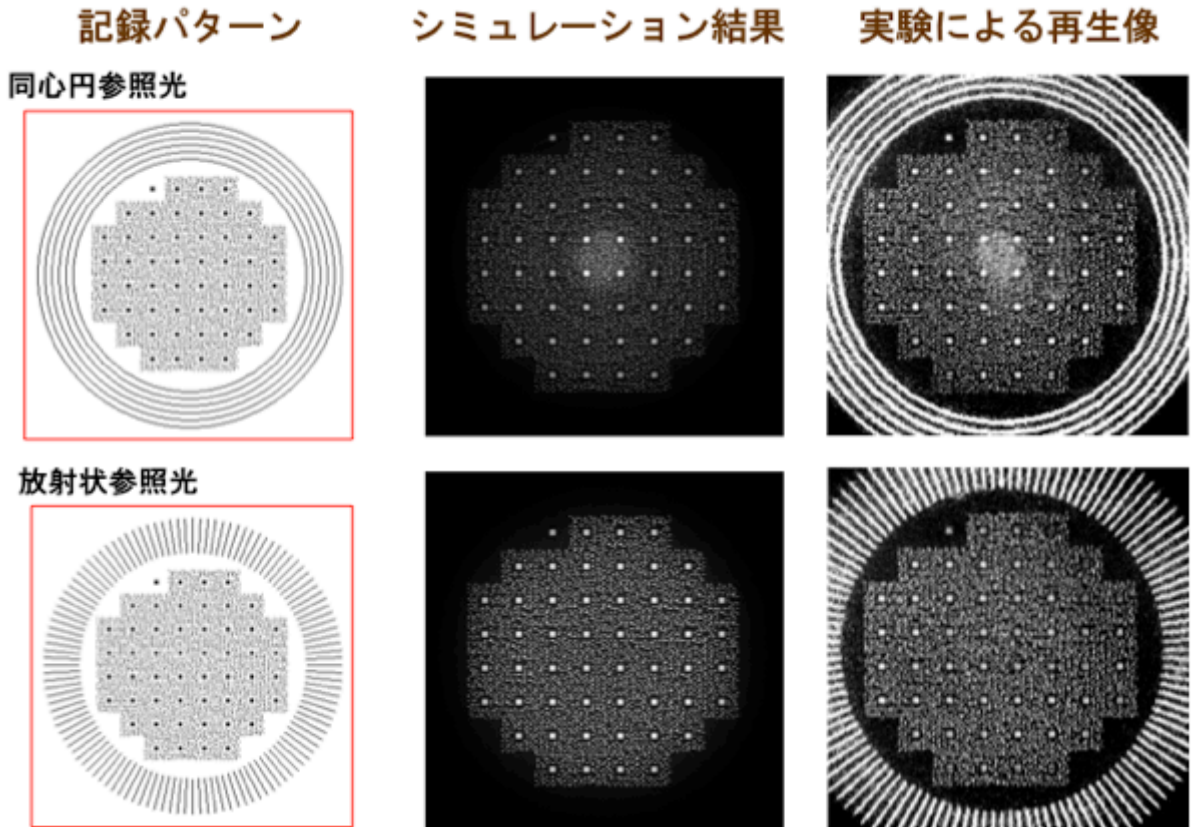 記録パターン
シミュレーション結果
実験による再生像
同心円参照光
放射状参照光